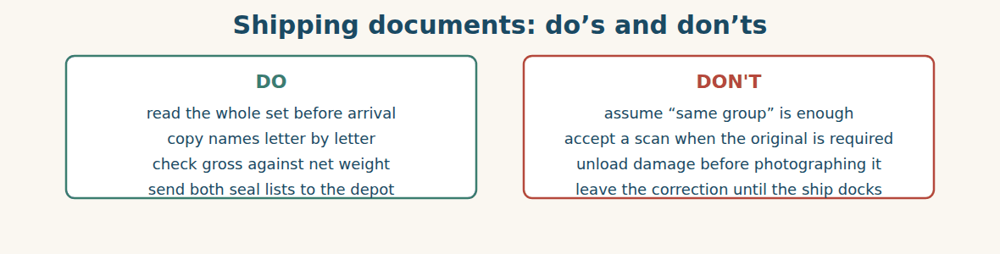 Shipping documents: do’s and don’ts
DO
read the whole set before arrival
copy names letter by letter
check gross against net weight
send both seal lists to the depot
DON'T
assume “same group” is enough
accept a scan when the original is required
unload damage before photographing it
leave the correction until the ship docks